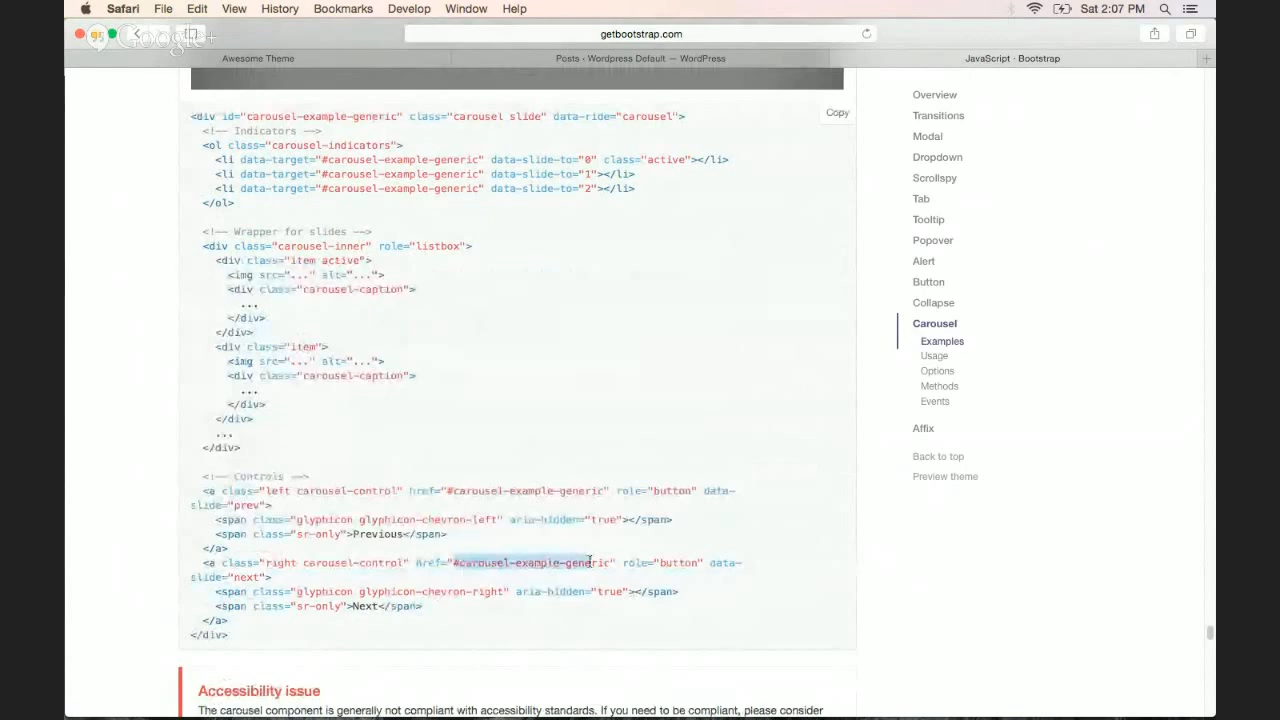 Safari File Edit View History Bookmarks Develop Window Help Sat 2:07 PM
Google+
getbootstrap.com
Awesome Theme Posts ‹ Wordpress Default — WordPress JavaScript · Bootstrap
Copy
<div id="carousel-example-generic" class="carousel slide" data-ride="carousel">
<!-- Indicators -->
<ol class="carousel-indicators">
<li data-target="#carousel-example-generic" data-slide-to="0" class="active"></li>
<li data-target="#carousel-example-generic" data-slide-to="1"></li>
<li data-target="#carousel-example-generic" data-slide-to="2"></li>
</ol>
<!-- Wrapper for slides -->
<div class="carousel-inner" role="listbox">
<div class="item active">
<img src="..." alt="...">
<div class="carousel-caption">
...
</div>
</div>
<div class="item">
<img src="..." alt="...">
<div class="carousel-caption">
...
</div>
</div>
...
</div>
<!-- Controls -->
<a class="left carousel-control" href="#carousel-example-generic" role="button" data-
slide="prev">
<span class="glyphicon glyphicon-chevron-left" aria-hidden="true"></span>
<span class="sr-only">Previous</span>
</a>
<a class="right carousel-control" href="#carousel-example-generic" role="button" data-
slide="next">
<span class="glyphicon glyphicon-chevron-right" aria-hidden="true"></span>
<span class="sr-only">Next</span>
</a>
</div>
Accessibility issue
The carousel component is generally not compliant with accessibility standards. If you need to be compliant, please consider
Overview
Transitions
Modal
Dropdown
Scrollspy
Tab
Tooltip
Popover
Alert
Button
Collapse
Carousel
Examples
Usage
Options
Methods
Events
Affix
Back to top
Preview theme